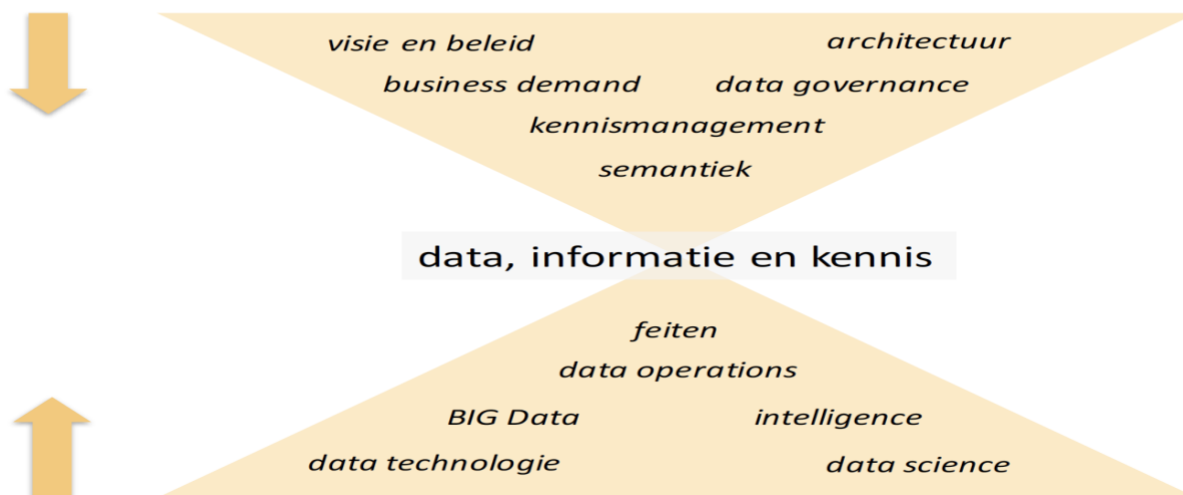 visie en beleid architectuur
business demand data governance
kennismanagement
semantiek
data, informatie en kennis
feiten
data operations
BIG Data intelligence
data technologie data science